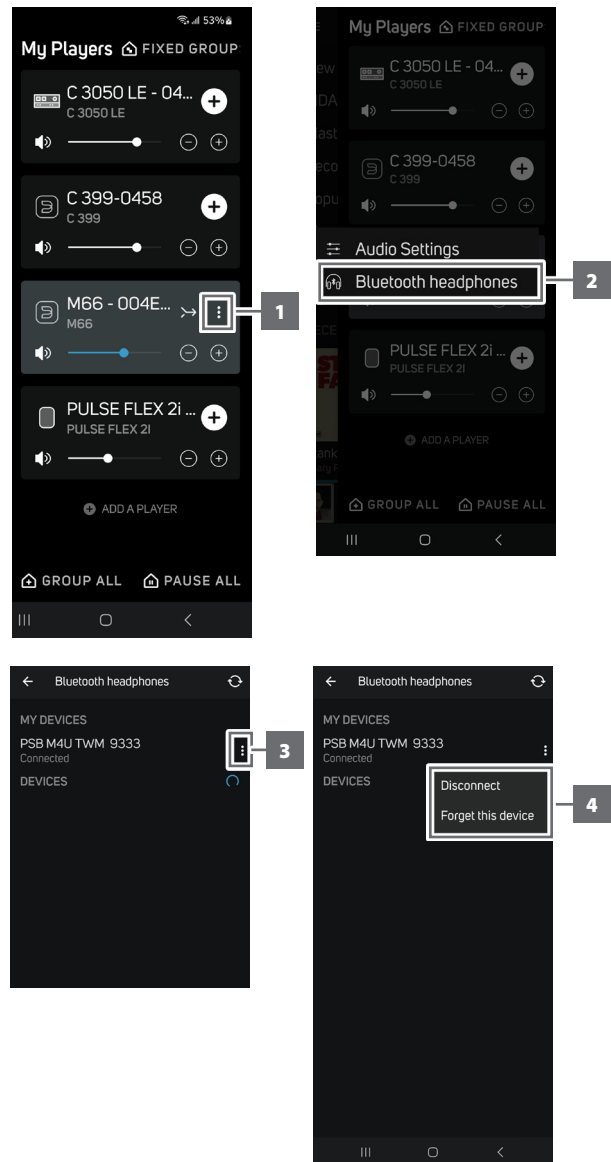 53%
My Players FIXED GROUP
C 3050 LE - 04...
C 3050 LE
C 399-0458
C 399
M66 - 004E...
M66
1
PULSE FLEX 2i ...
PULSE FLEX 2I
ADD A PLAYER
GROUP ALL PAUSE ALL
My Players FIXED GROUP
C 3050 LE - 04...
C 3050 LE
C 399-0458
C 399
Audio Settings
Bluetooth headphones
2
PULSE FLEX 2i ...
PULSE FLEX 2I
ADD A PLAYER
GROUP ALL PAUSE ALL
Bluetooth headphones
MY DEVICES
PSB M4U TWM 9333
Connected
3
DEVICES
Bluetooth headphones
MY DEVICES
PSB M4U TWM 9333
Connected
DEVICES
Disconnect
Forget this device
4